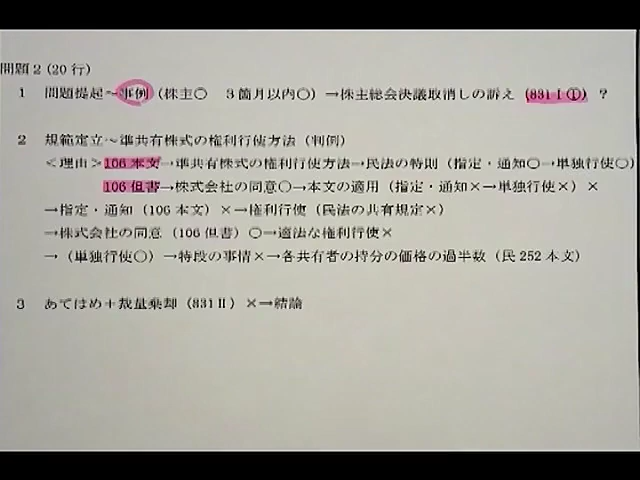 問題2(20行)
1 問題提起～事例(株主〇 3箇月以内〇)→株主総会決議取消しの訴え(831Ⅰ①)?
2 規範定立～準共有株式の権利行使方法(判例)
<理由>106本文→準共有株式の権利行使方法→民法の特則(指定・通知〇→単独行使〇)
106但書→株式会社の同意〇→本文の適用(指定・通知×→単独行使×)×
→指定・通知(106本文)×→権利行使(民法の共有規定×)
→株式会社の同意(106但書)〇→適法な権利行使×
→(単独行使〇)→特段の事情×→各共有者の持分の価格の過半数(民252本文)
3 あてはめ+裁量棄却(831Ⅱ)×→結論